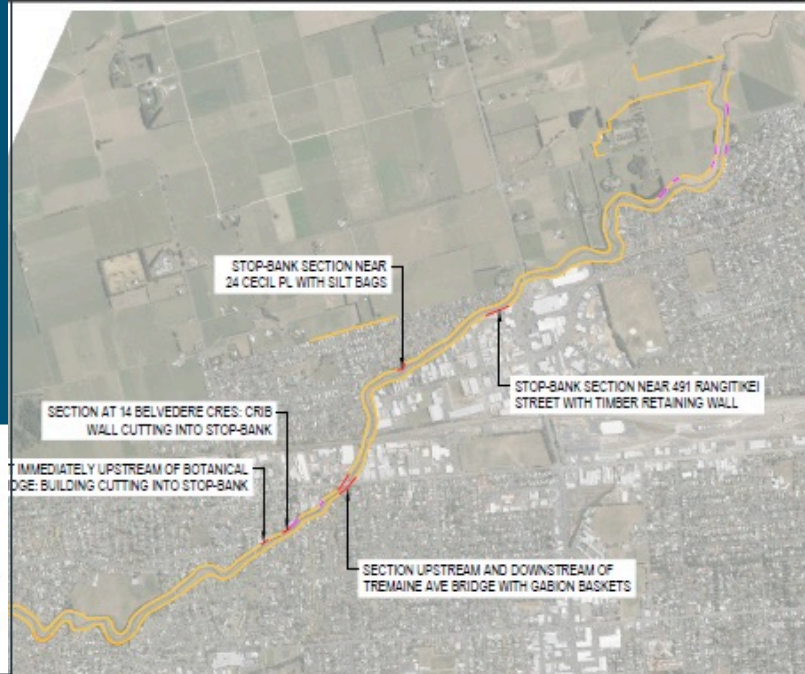 STOP-BANK SECTION NEAR
24 CECIL PL WITH SILT BAGS
STOP-BANK SECTION NEAR 491 RANGITIKEI
STREET WITH TIMBER RETAINING WALL
SECTION AT 14 BELVEDERE CRES: CRIB
WALL CUTTING INTO STOP-BANK
T IMMEDIATELY UPSTREAM OF BOTANICAL
DGE: BUILDING CUTTING INTO STOP-BANK
SECTION UPSTREAM AND DOWNSTREAM OF
TREMAINE AVE BRIDGE WITH GABION BASKETS